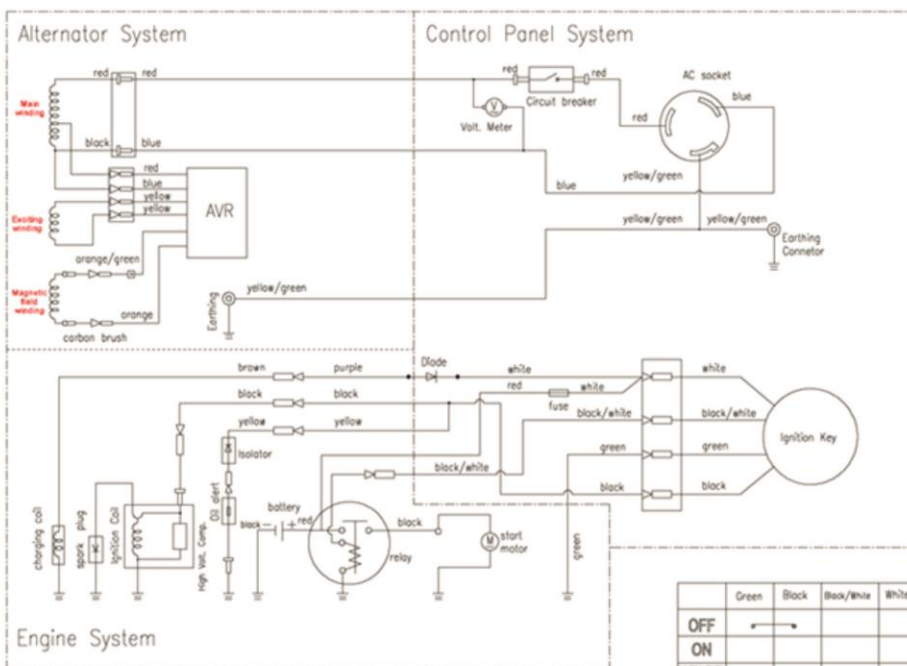 Alternator System
Control Panel System
red
red
red
red
AC socket
blue
Main
winding
Circuit breaker
V
Volt. Meter
red
black
blue
red
blue
yellow
yellow
AVR
yellow/green
blue
Exciting
winding
yellow/green
yellow/green
Earthing
Connetor
orange/green
Magnetic
field
winding
orange
carbon brush
Earthing
yellow/green
brown
purple
Diode
white
white
red
white
fuse
black
black
black/white
black/white
Ignition Key
yellow
yellow
Isolator
green
green
black/white
black
black
Oil alert
battery
black
-
+
red
black
relay
M
start
motor
charging coil
spark plug
Ignition Coil
High Volt. Comp.
green
Engine System
Green
Black
Black/White
White
OFF
ON